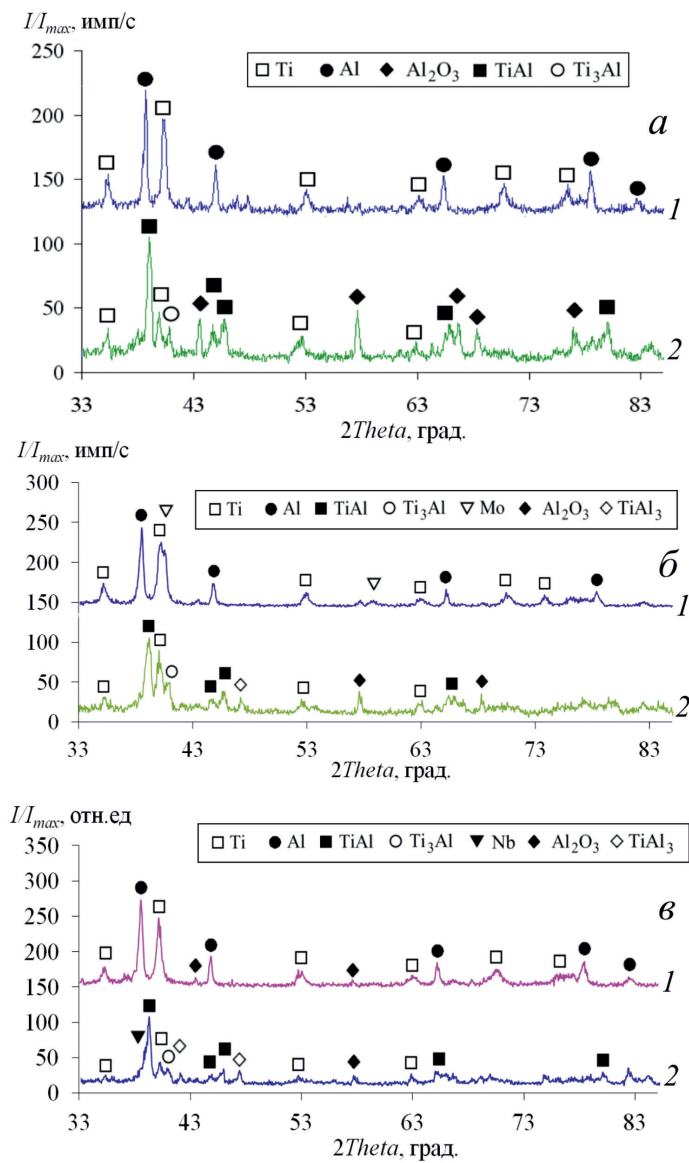 I/I_max, имп/с
250
□ Ti ● Al ◆ Al₂O₃ ■ TiAl ○ Ti₃Al
а
200
150
1
100
50
2
0
33 43 53 63 73 83
2Theta, град.
I/I_max, имп/с
300
□ Ti ● Al ■ TiAl ○ Ti₃Al ▽ Mo ◆ Al₂O₃ ◇ TiAl₃
250
б
200
150
1
100
50
2
0
33 43 53 63 73 83
2Theta, град.
I/I_max, отн.ед
350
□ Ti ● Al ■ TiAl ○ Ti₃Al ▼ Nb ◆ Al₂O₃ ◇ TiAl₃
300
в
250
200
150
1
100
50
2
0
33 43 53 63 73 83
2Theta, град.